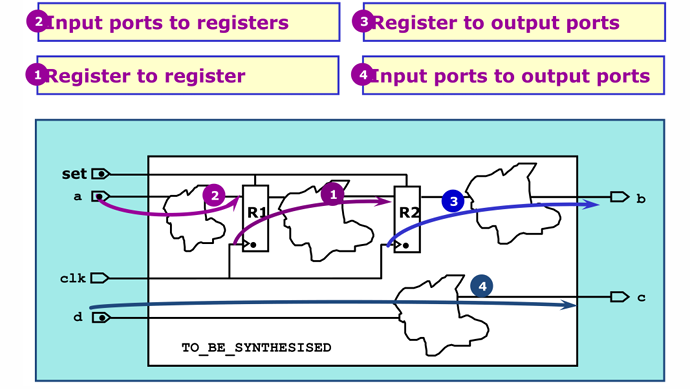 2 Input ports to registers
3 Register to output ports
1 Register to register
4 Input ports to output ports
set
a
2
1
3
b
R1
R2
clk
4
c
d
TO_BE_SYNTHESISED